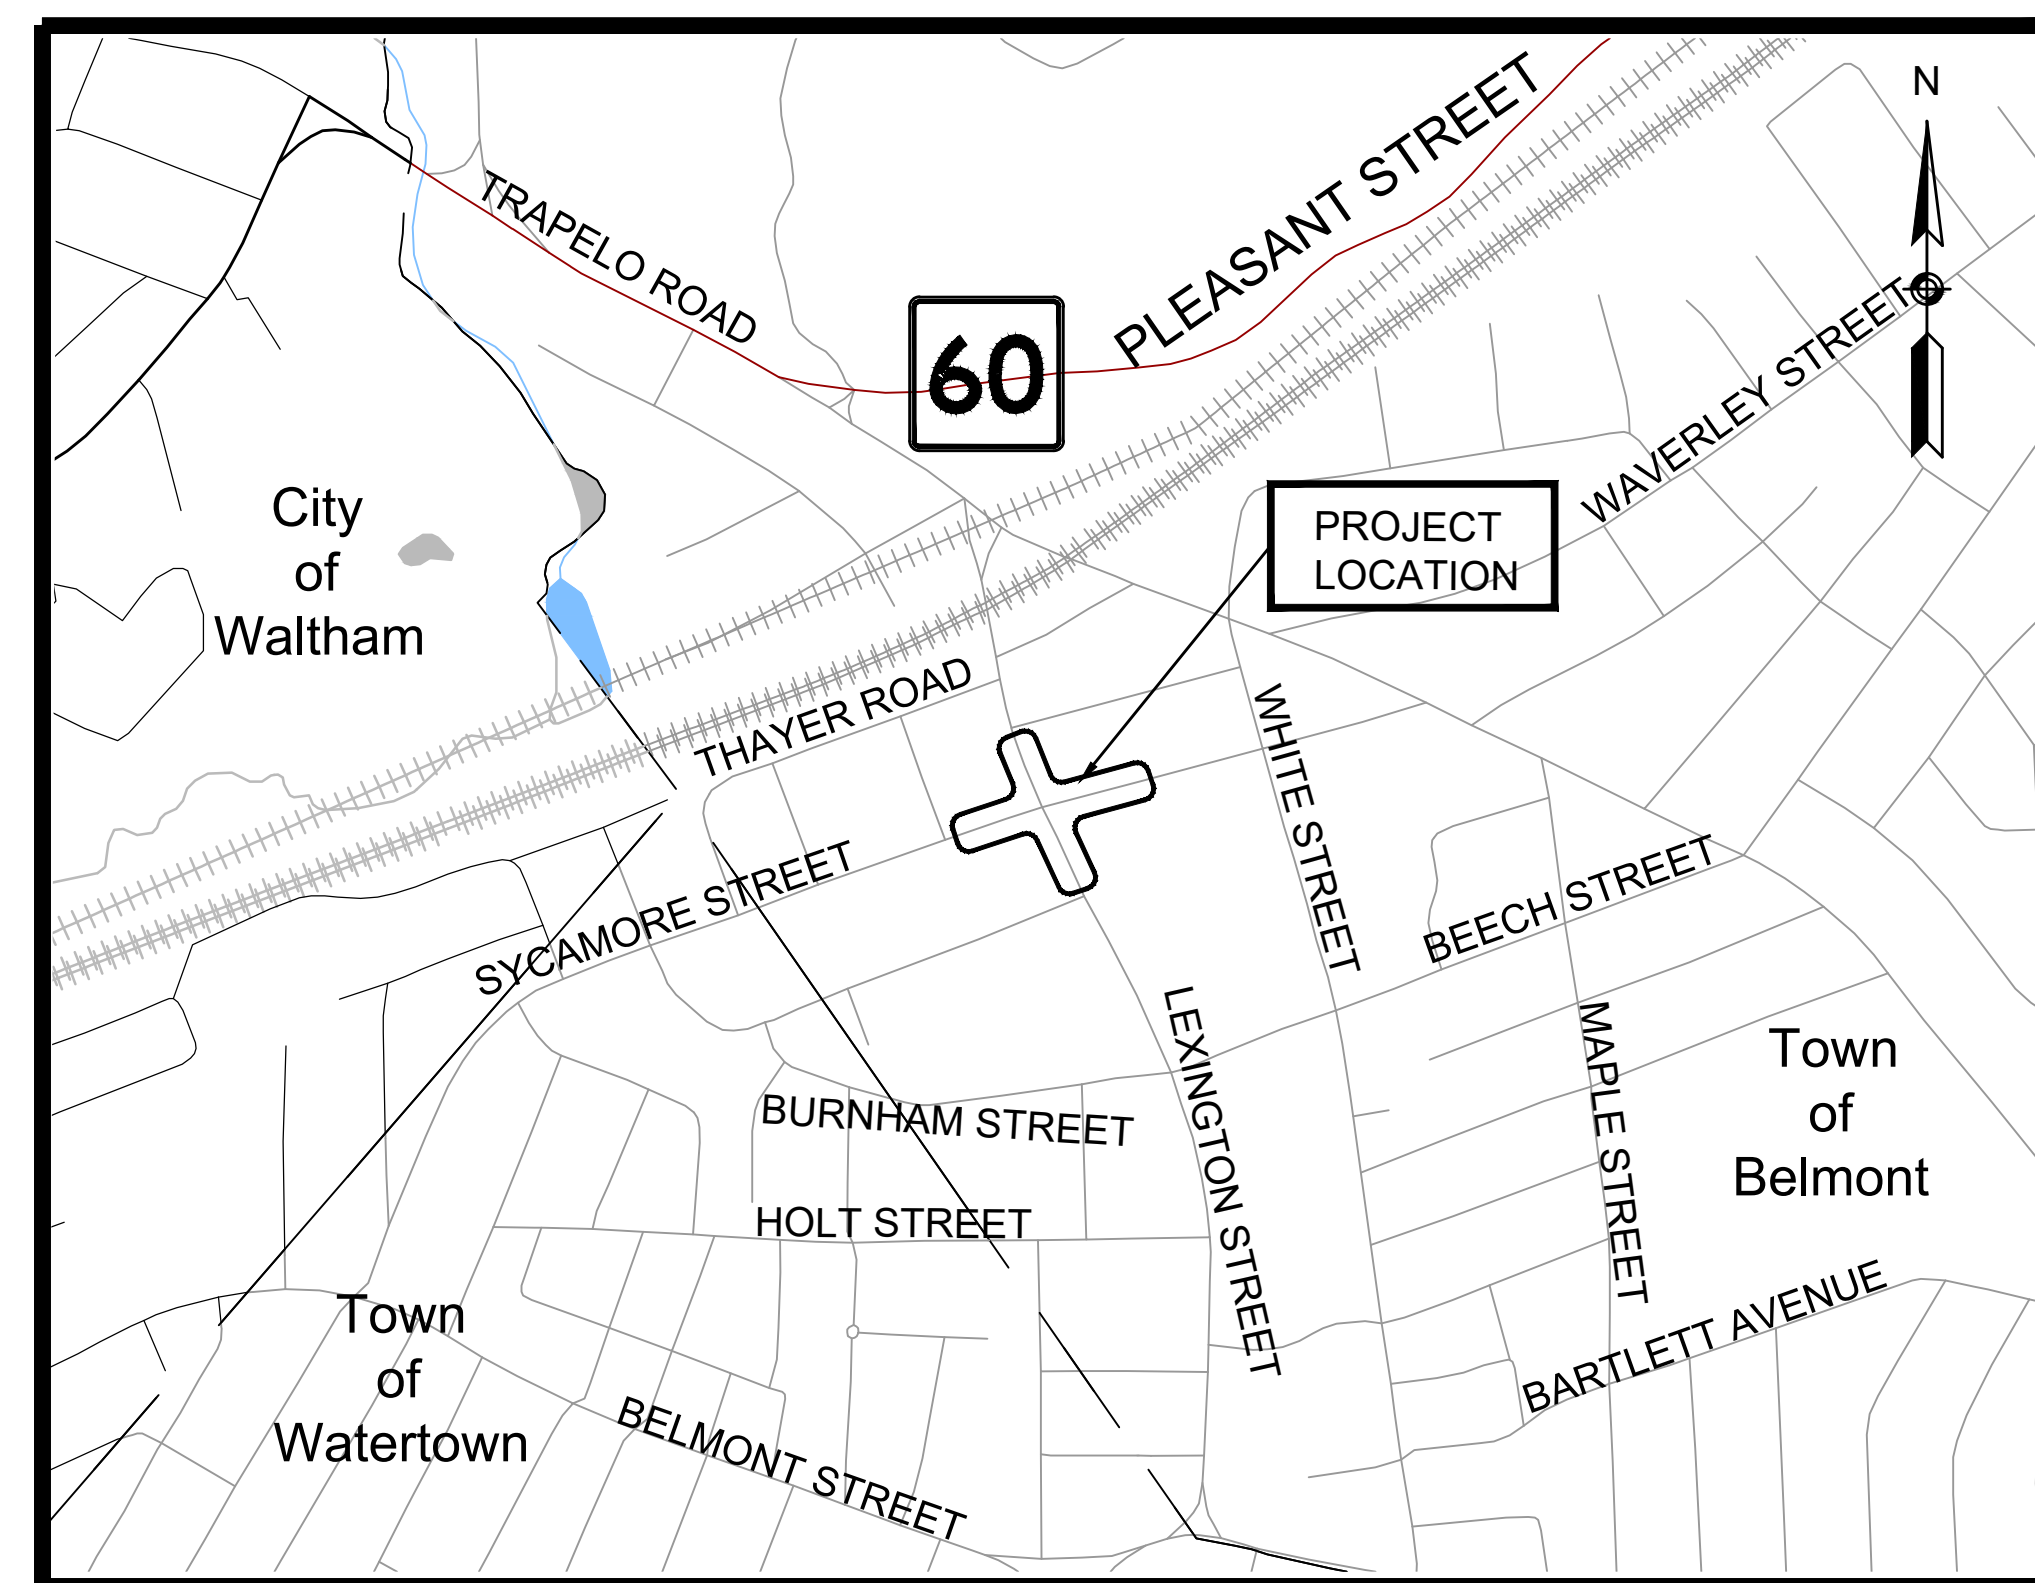 N
TRAPELO ROAD
PLEASANT STREET
60
WAVERLEY STREET
City
of
Waltham
PROJECT
LOCATION
THAYER ROAD
WHITE STREET
SYCAMORE STREET
BEECH STREET
LEXINGTON STREET
MAPLE STREET
Town
of
Belmont
BURNHAM STREET
HOLT STREET
Town
of
Watertown
BARTLETT AVENUE
BELMONT STREET